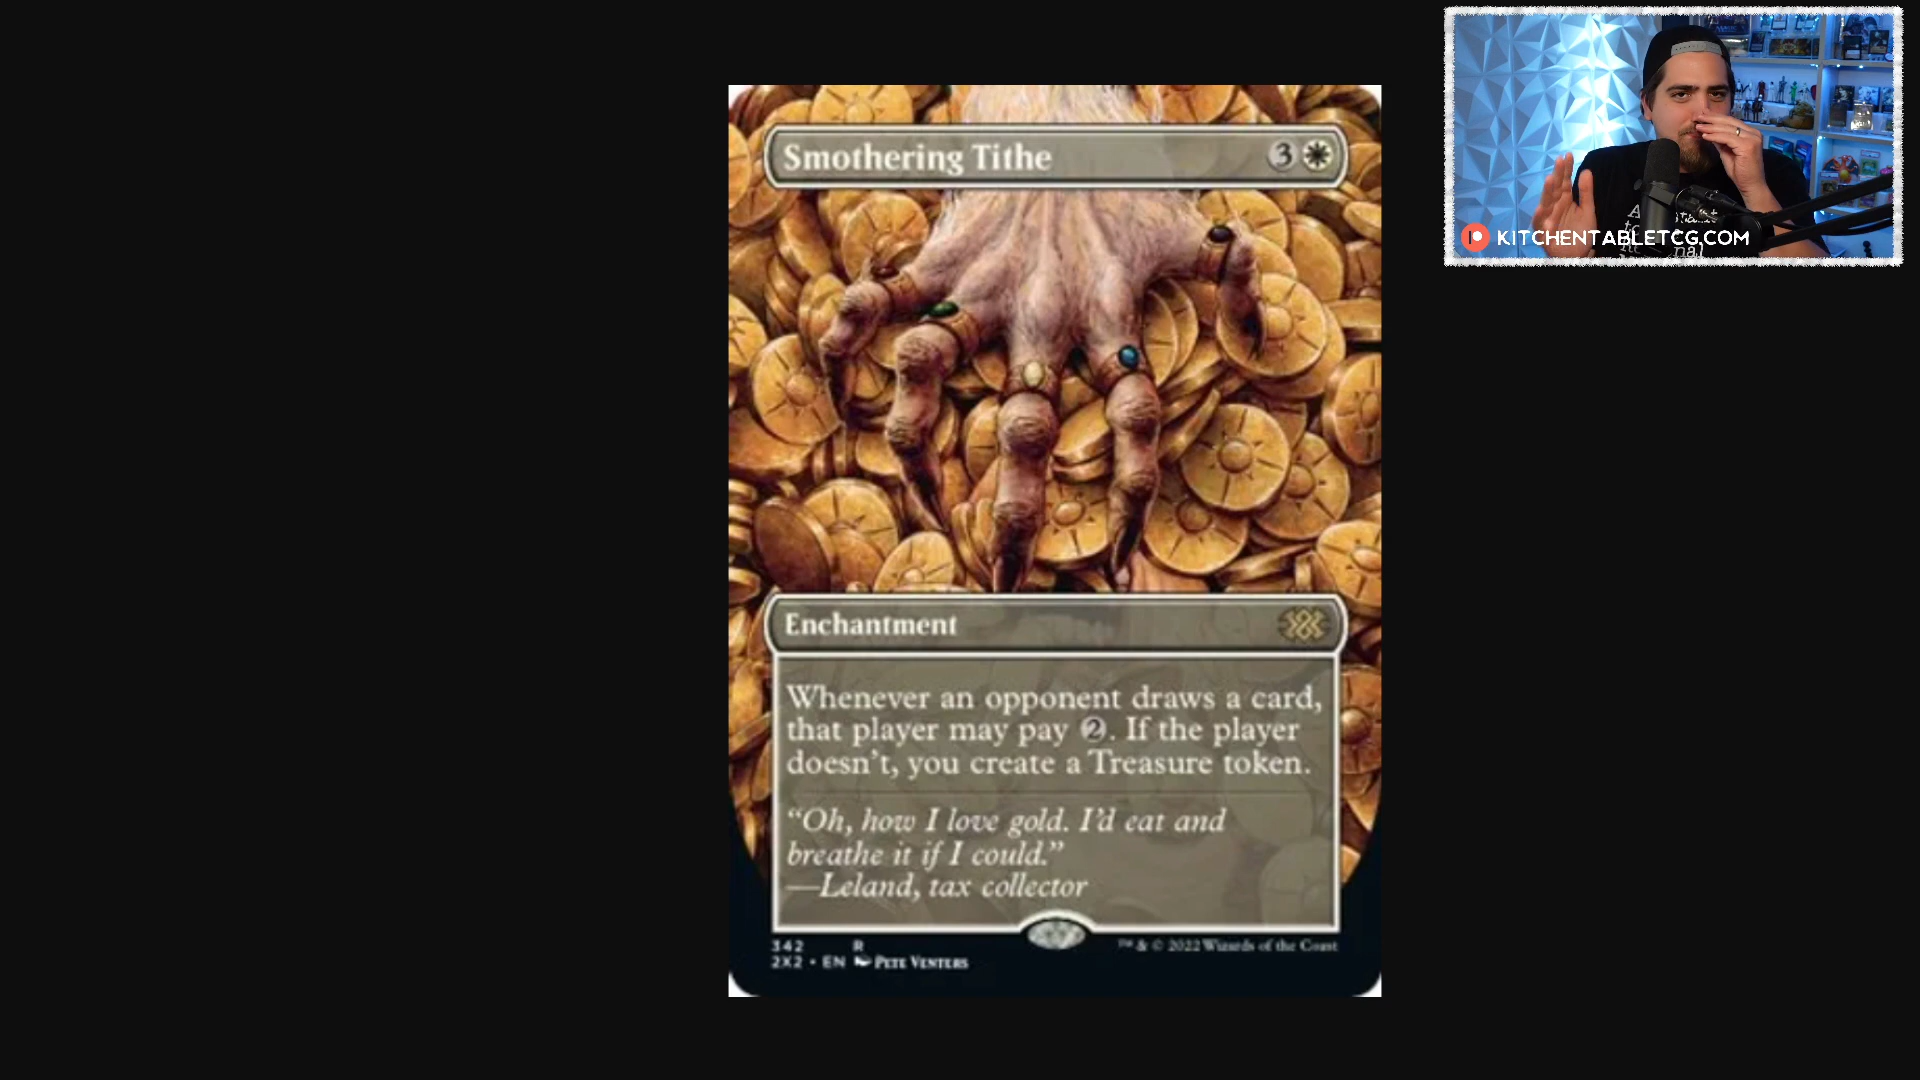 Smothering Tithe 3
Enchantment
Whenever an opponent draws a card,
that player may pay 2. If the player
doesn't, you create a Treasure token.
“Oh, how I love gold. I’d eat and
breathe it if I could.”
—Leland, tax collector
342 R
2X2 • EN Pete Venters
™ & © 2022 Wizards of the Coast
KITCHENTABLETCG.COM